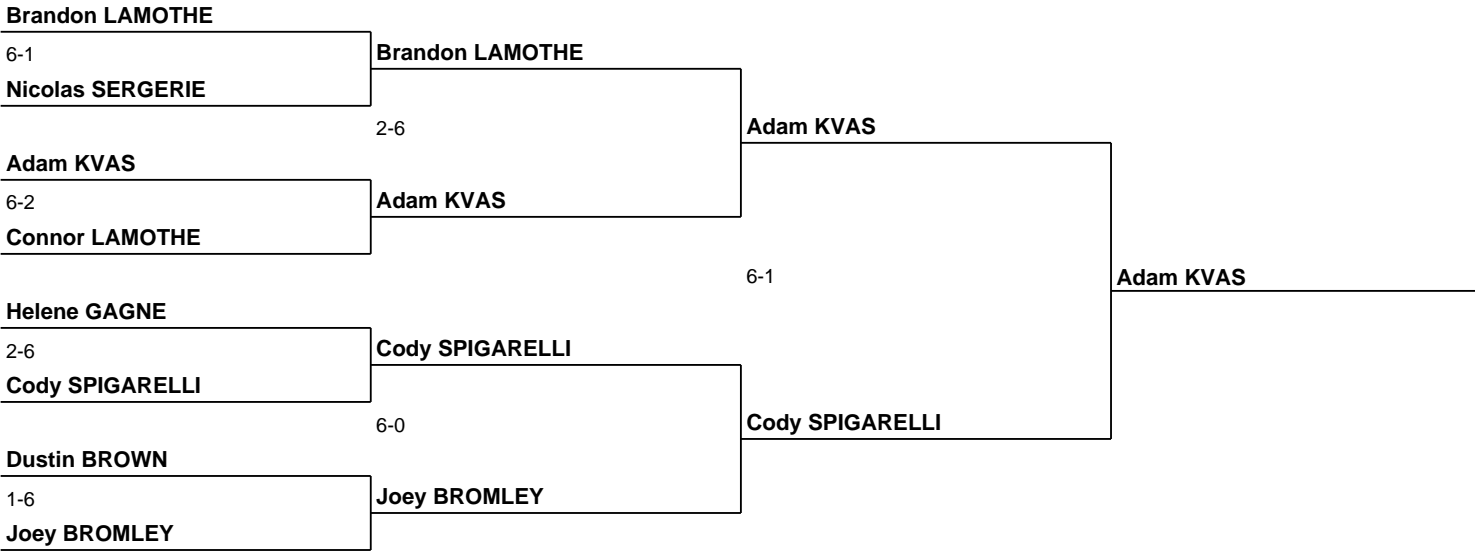 Brandon LAMOTHE
6-1
Nicolas SERGERIE
Adam KVAS
6-2
Connor LAMOTHE
Helene GAGNE
2-6
Cody SPIGARELLI
Dustin BROWN
1-6
Joey BROMLEY
Brandon LAMOTHE
2-6
Adam KVAS
Cody SPIGARELLI
6-0
Joey BROMLEY
Adam KVAS
6-1
Cody SPIGARELLI
Adam KVAS